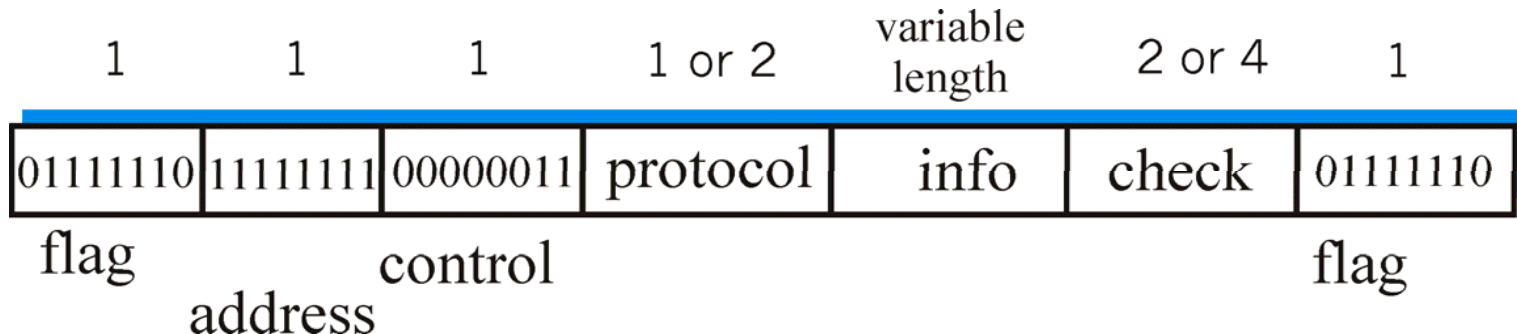 1 1 1 1 or 2 variable length 2 or 4 1
01111110 11111111 00000011 protocol info check 01111110
flag control flag
address